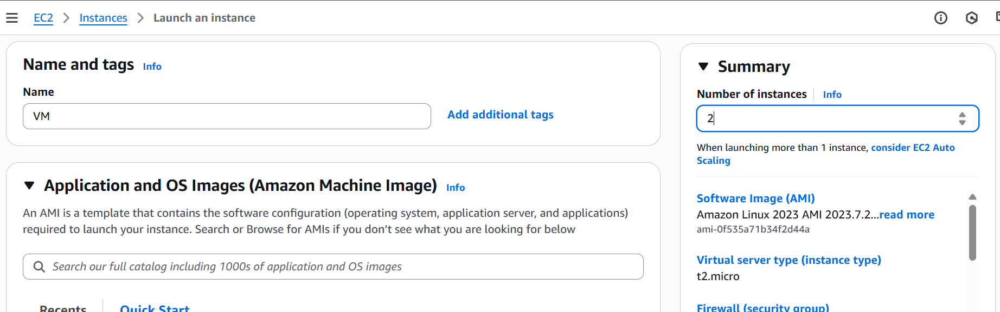 EC2 > Instances > Launch an instance
Name and tags Info
Name
VM
Add additional tags
Application and OS Images (Amazon Machine Image) Info
An AMI is a template that contains the software configuration (operating system, application server, and applications)
required to launch your instance. Search or Browse for AMIs if you don’t see what you are looking for below
Search our full catalog including 1000s of application and OS images
Recents
Quick Start
Summary
Number of instances Info
2
When launching more than 1 instance, consider EC2 Auto
Scaling
Software Image (AMI)
Amazon Linux 2023 AMI 2023.7.2...read more
ami-0f535a71b34f2d44a
Virtual server type (instance type)
t2.micro
Firewall (security group)